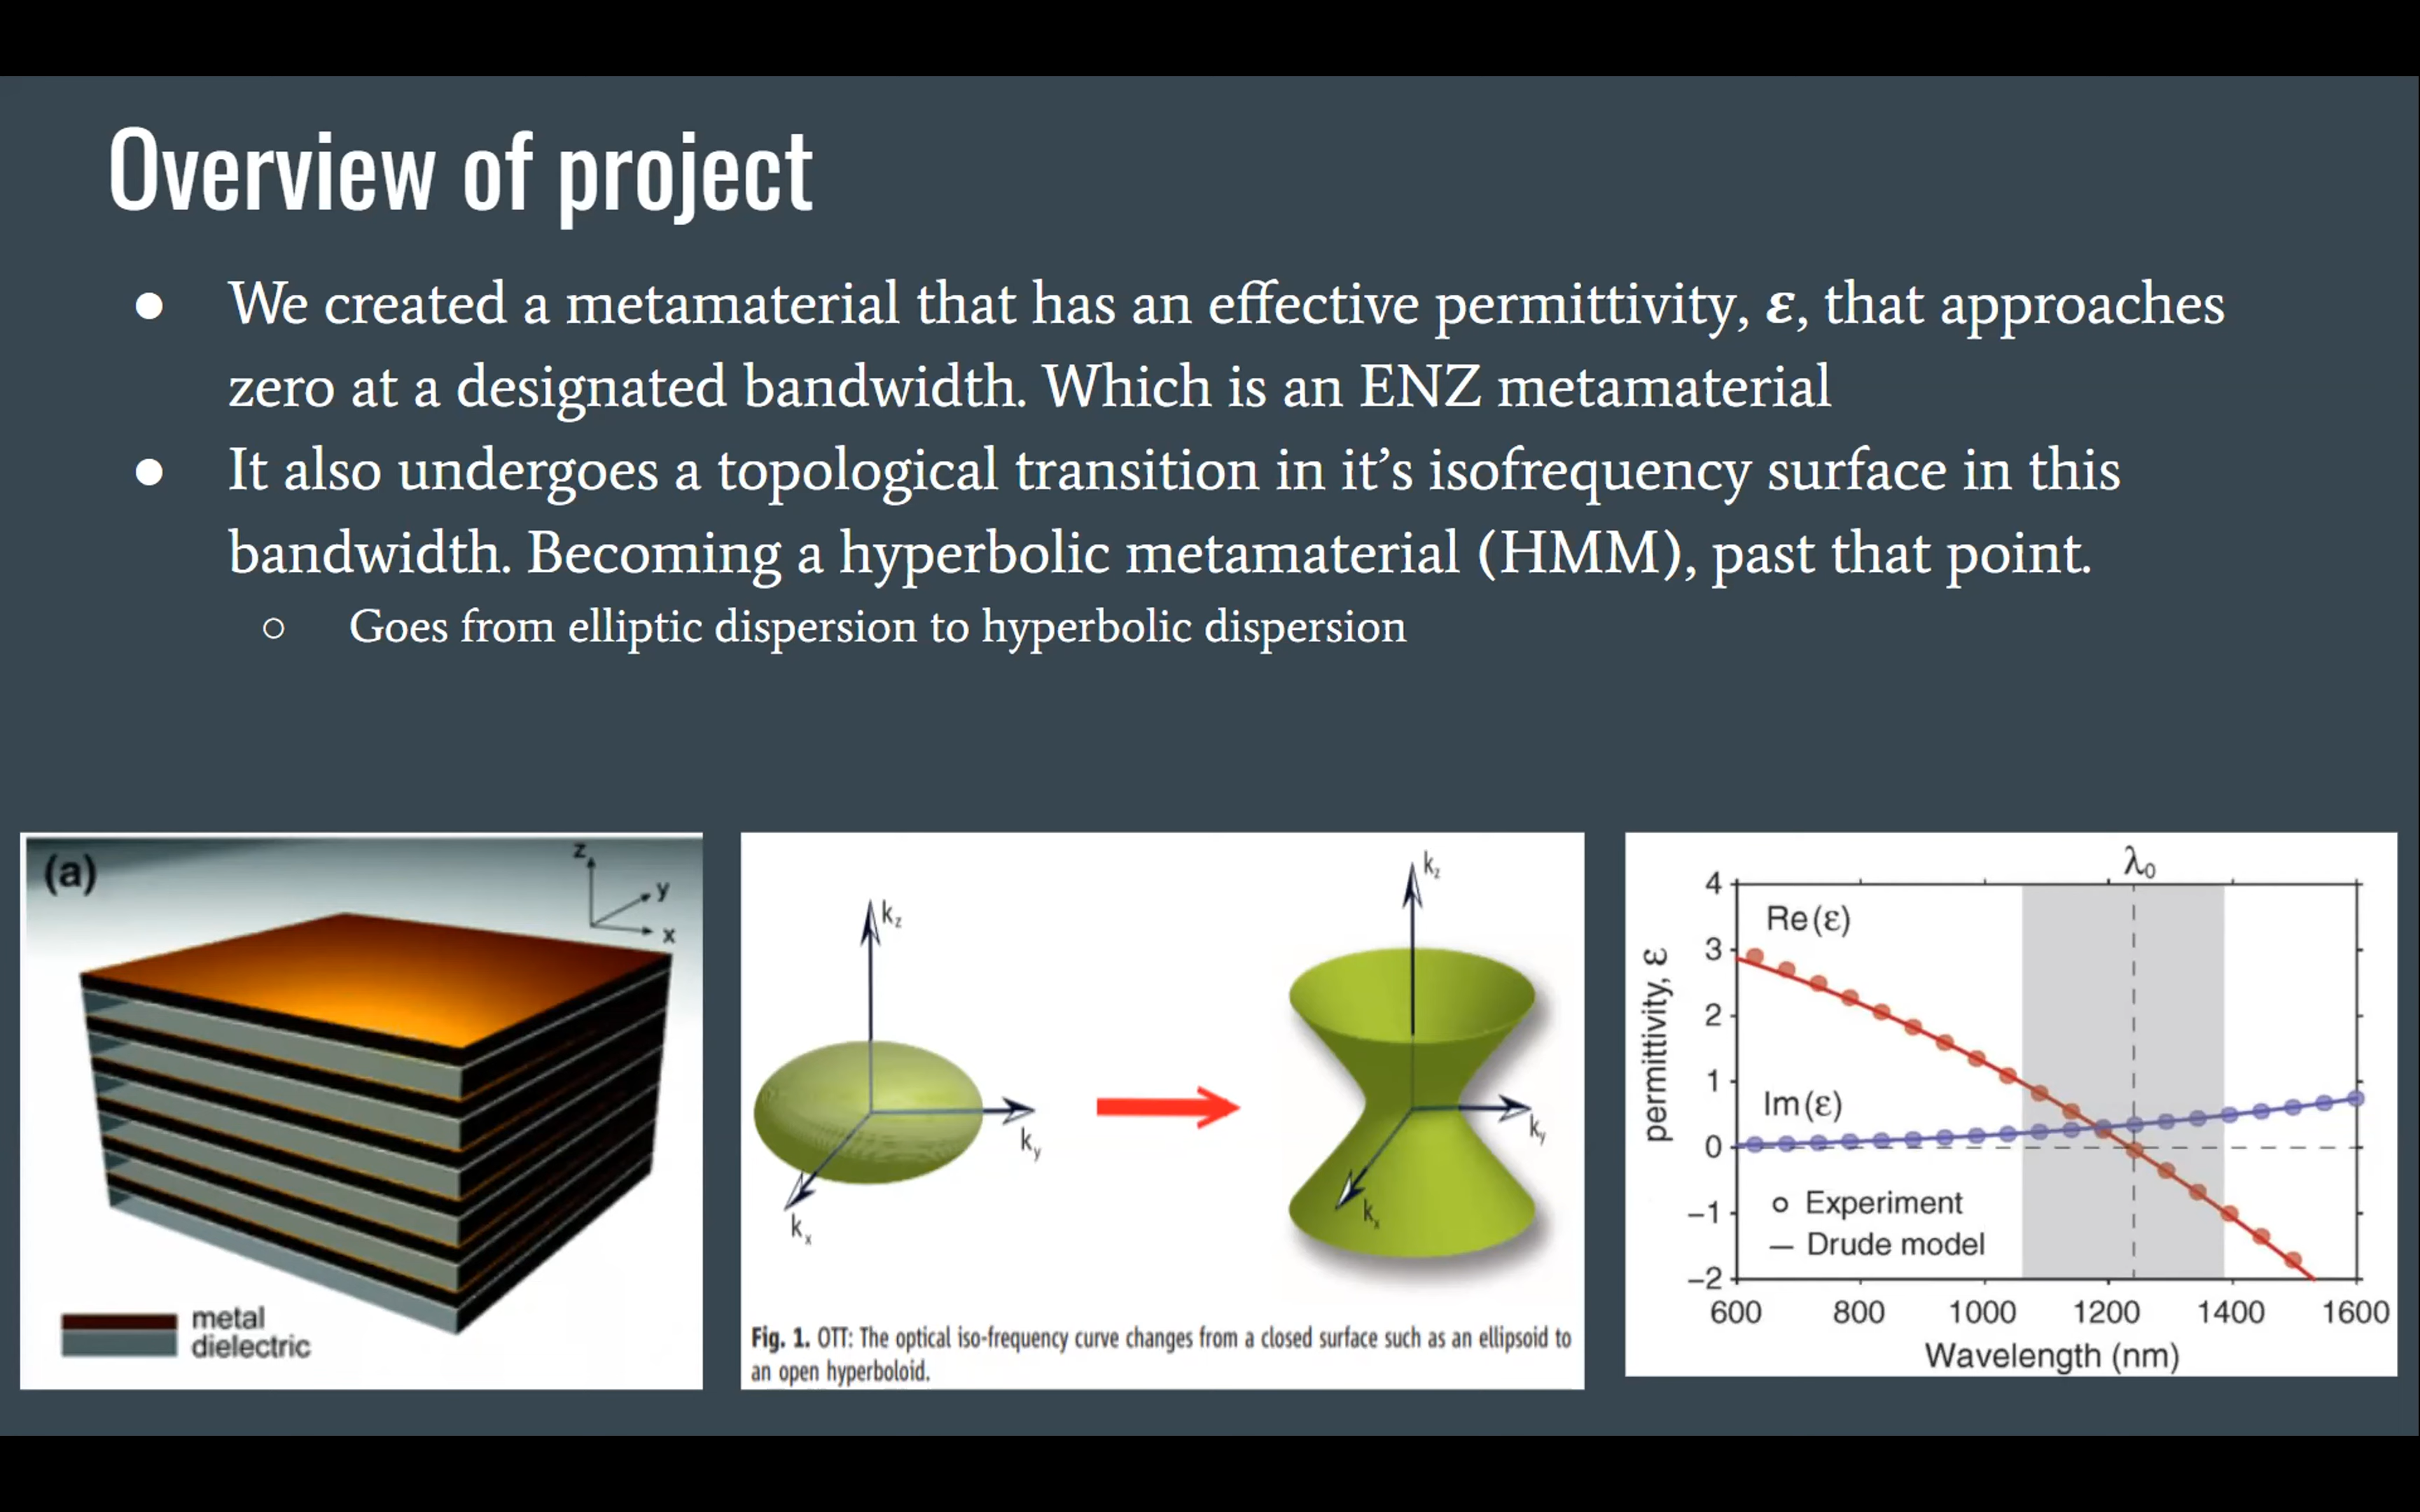 Overview of project
● We created a metamaterial that has an effective permittivity, ε, that approaches
zero at a designated bandwidth. Which is an ENZ metamaterial
● It also undergoes a topological transition in it’s isofrequency surface in this
bandwidth. Becoming a hyperbolic metamaterial (HMM), past that point.
○ Goes from elliptic dispersion to hyperbolic dispersion
(a)
z
y
x
metal
dielectric
kz
ky
kx
kz
ky
kx
Fig. 1. OTT: The optical iso-frequency curve changes from a closed surface such as an ellipsoid to
an open hyperboloid.
λ0
4
3
2
1
0
−1
−2
permittivity, ε
Re(ε)
Im(ε)
Experiment
Drude model
600 800 1000 1200 1400 1600
Wavelength (nm)